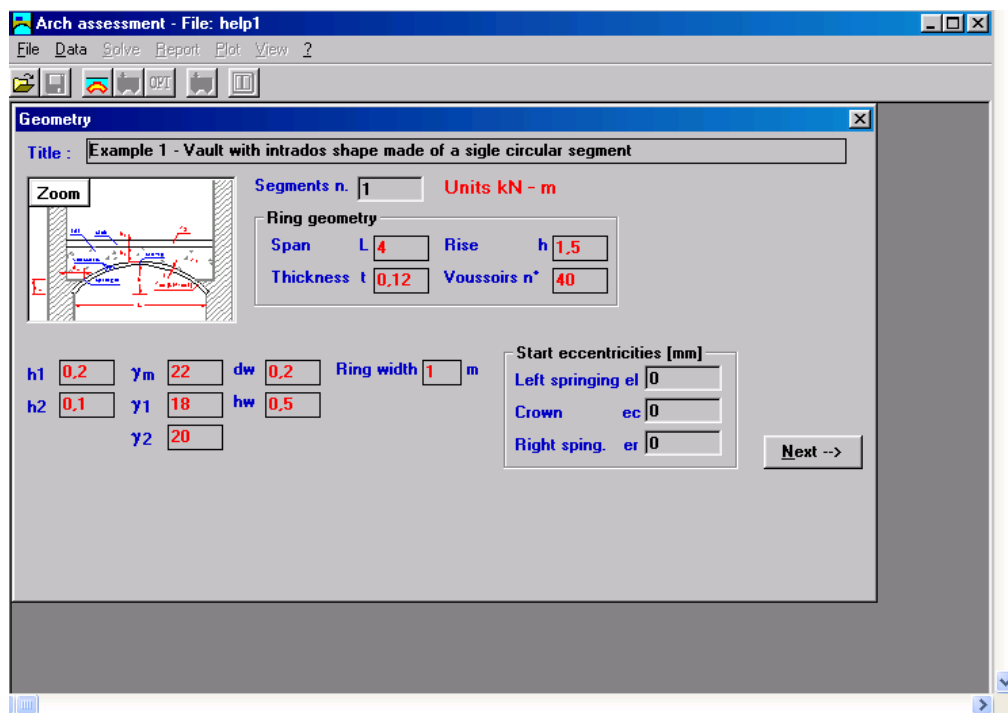 Arch assessment - File: help1
File Data Solve Report Plot View ?
OPT
Geometry
Title : Example 1 - Vault with intrados shape made of a sigle circular segment
Zoom
Segments n. 1 Units kN - m
Ring geometry
Span L 4 Rise h 1,5
Thickness t 0,12 Voussoirs n° 40
h1 0,2 γm 22 dw 0,2 Ring width 1 m
h2 0,1 γ1 18 hw 0,5
γ2 20
Start eccentricities [mm]
Left springing el 0
Crown ec 0
Right sping. er 0
Next -->